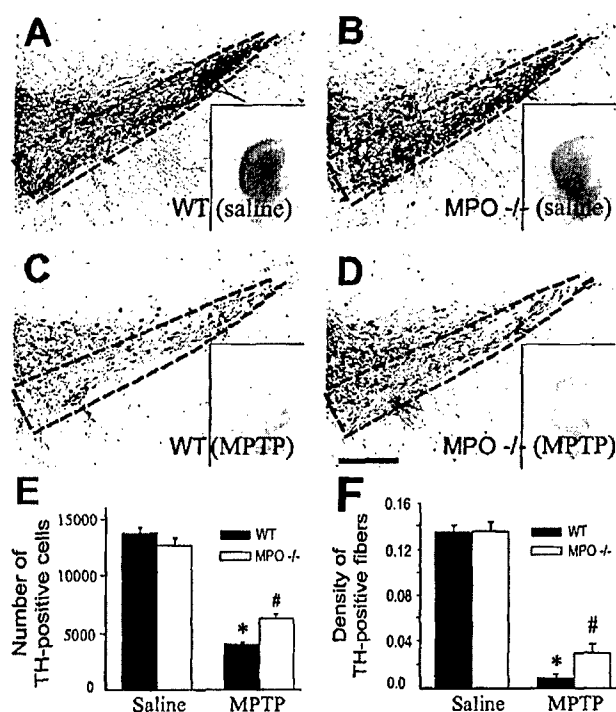 A
B
WT (saline)
MPO -/- (saline)
C
D
WT (MPTP)
MPO -/- (MPTP)
E
F
Number of
TH-positive cells
15000
10000
5000
0
WT
MPO -/-
*
#
Saline
MPTP
Density of
TH-positive fibers
0.16
0.12
0.08
0.04
0.0
WT
MPO -/-
*
#
Saline
MPTP